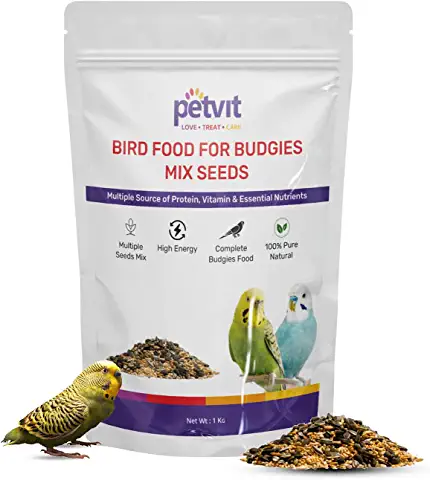 petvit
LOVE • TREAT • CARE
BIRD FOOD FOR BUDGIES
MIX SEEDS
Multiple Source of Protein, Vitamin & Essential Nutrients
Multiple
Seeds Mix
High Energy
Complete
Budgies Food
100% Pure
Natural
Net Wt : 1 KG